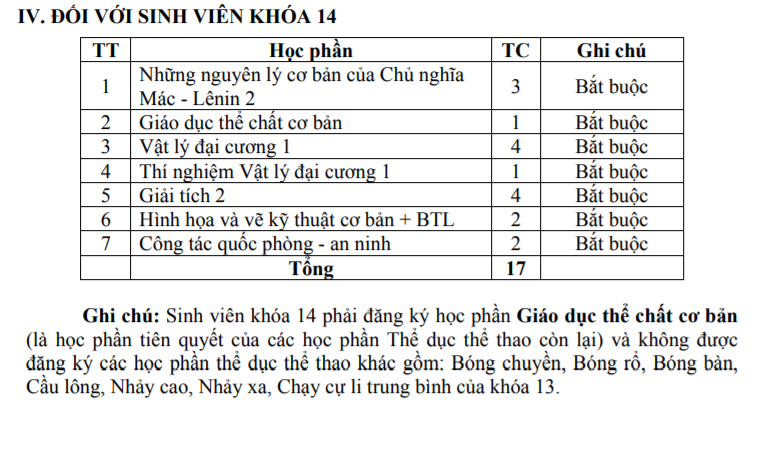 IV. ĐỐI VỚI SINH VIÊN KHÓA 14
TT Học phần TC Ghi chú
1 Những nguyên lý cơ bản của Chủ nghĩa Mác - Lênin 2 3 Bắt buộc
2 Giáo dục thể chất cơ bản 1 Bắt buộc
3 Vật lý đại cương 1 4 Bắt buộc
4 Thí nghiệm Vật lý đại cương 1 1 Bắt buộc
5 Giải tích 2 4 Bắt buộc
6 Hình họa và vẽ kỹ thuật cơ bản + BTL 2 Bắt buộc
7 Công tác quốc phòng - an ninh 2 Bắt buộc
Tổng 17
Ghi chú: Sinh viên khóa 14 phải đăng ký học phần Giáo dục thể chất cơ bản
(là học phần tiên quyết của các học phần Thể dục thể thao còn lại) và không được
đăng ký các học phần thể dục thể thao khác gồm: Bóng chuyền, Bóng rổ, Bóng bàn,
Cầu lông, Nhảy cao, Nhảy xa, Chạy cự li trung bình của khóa 13.